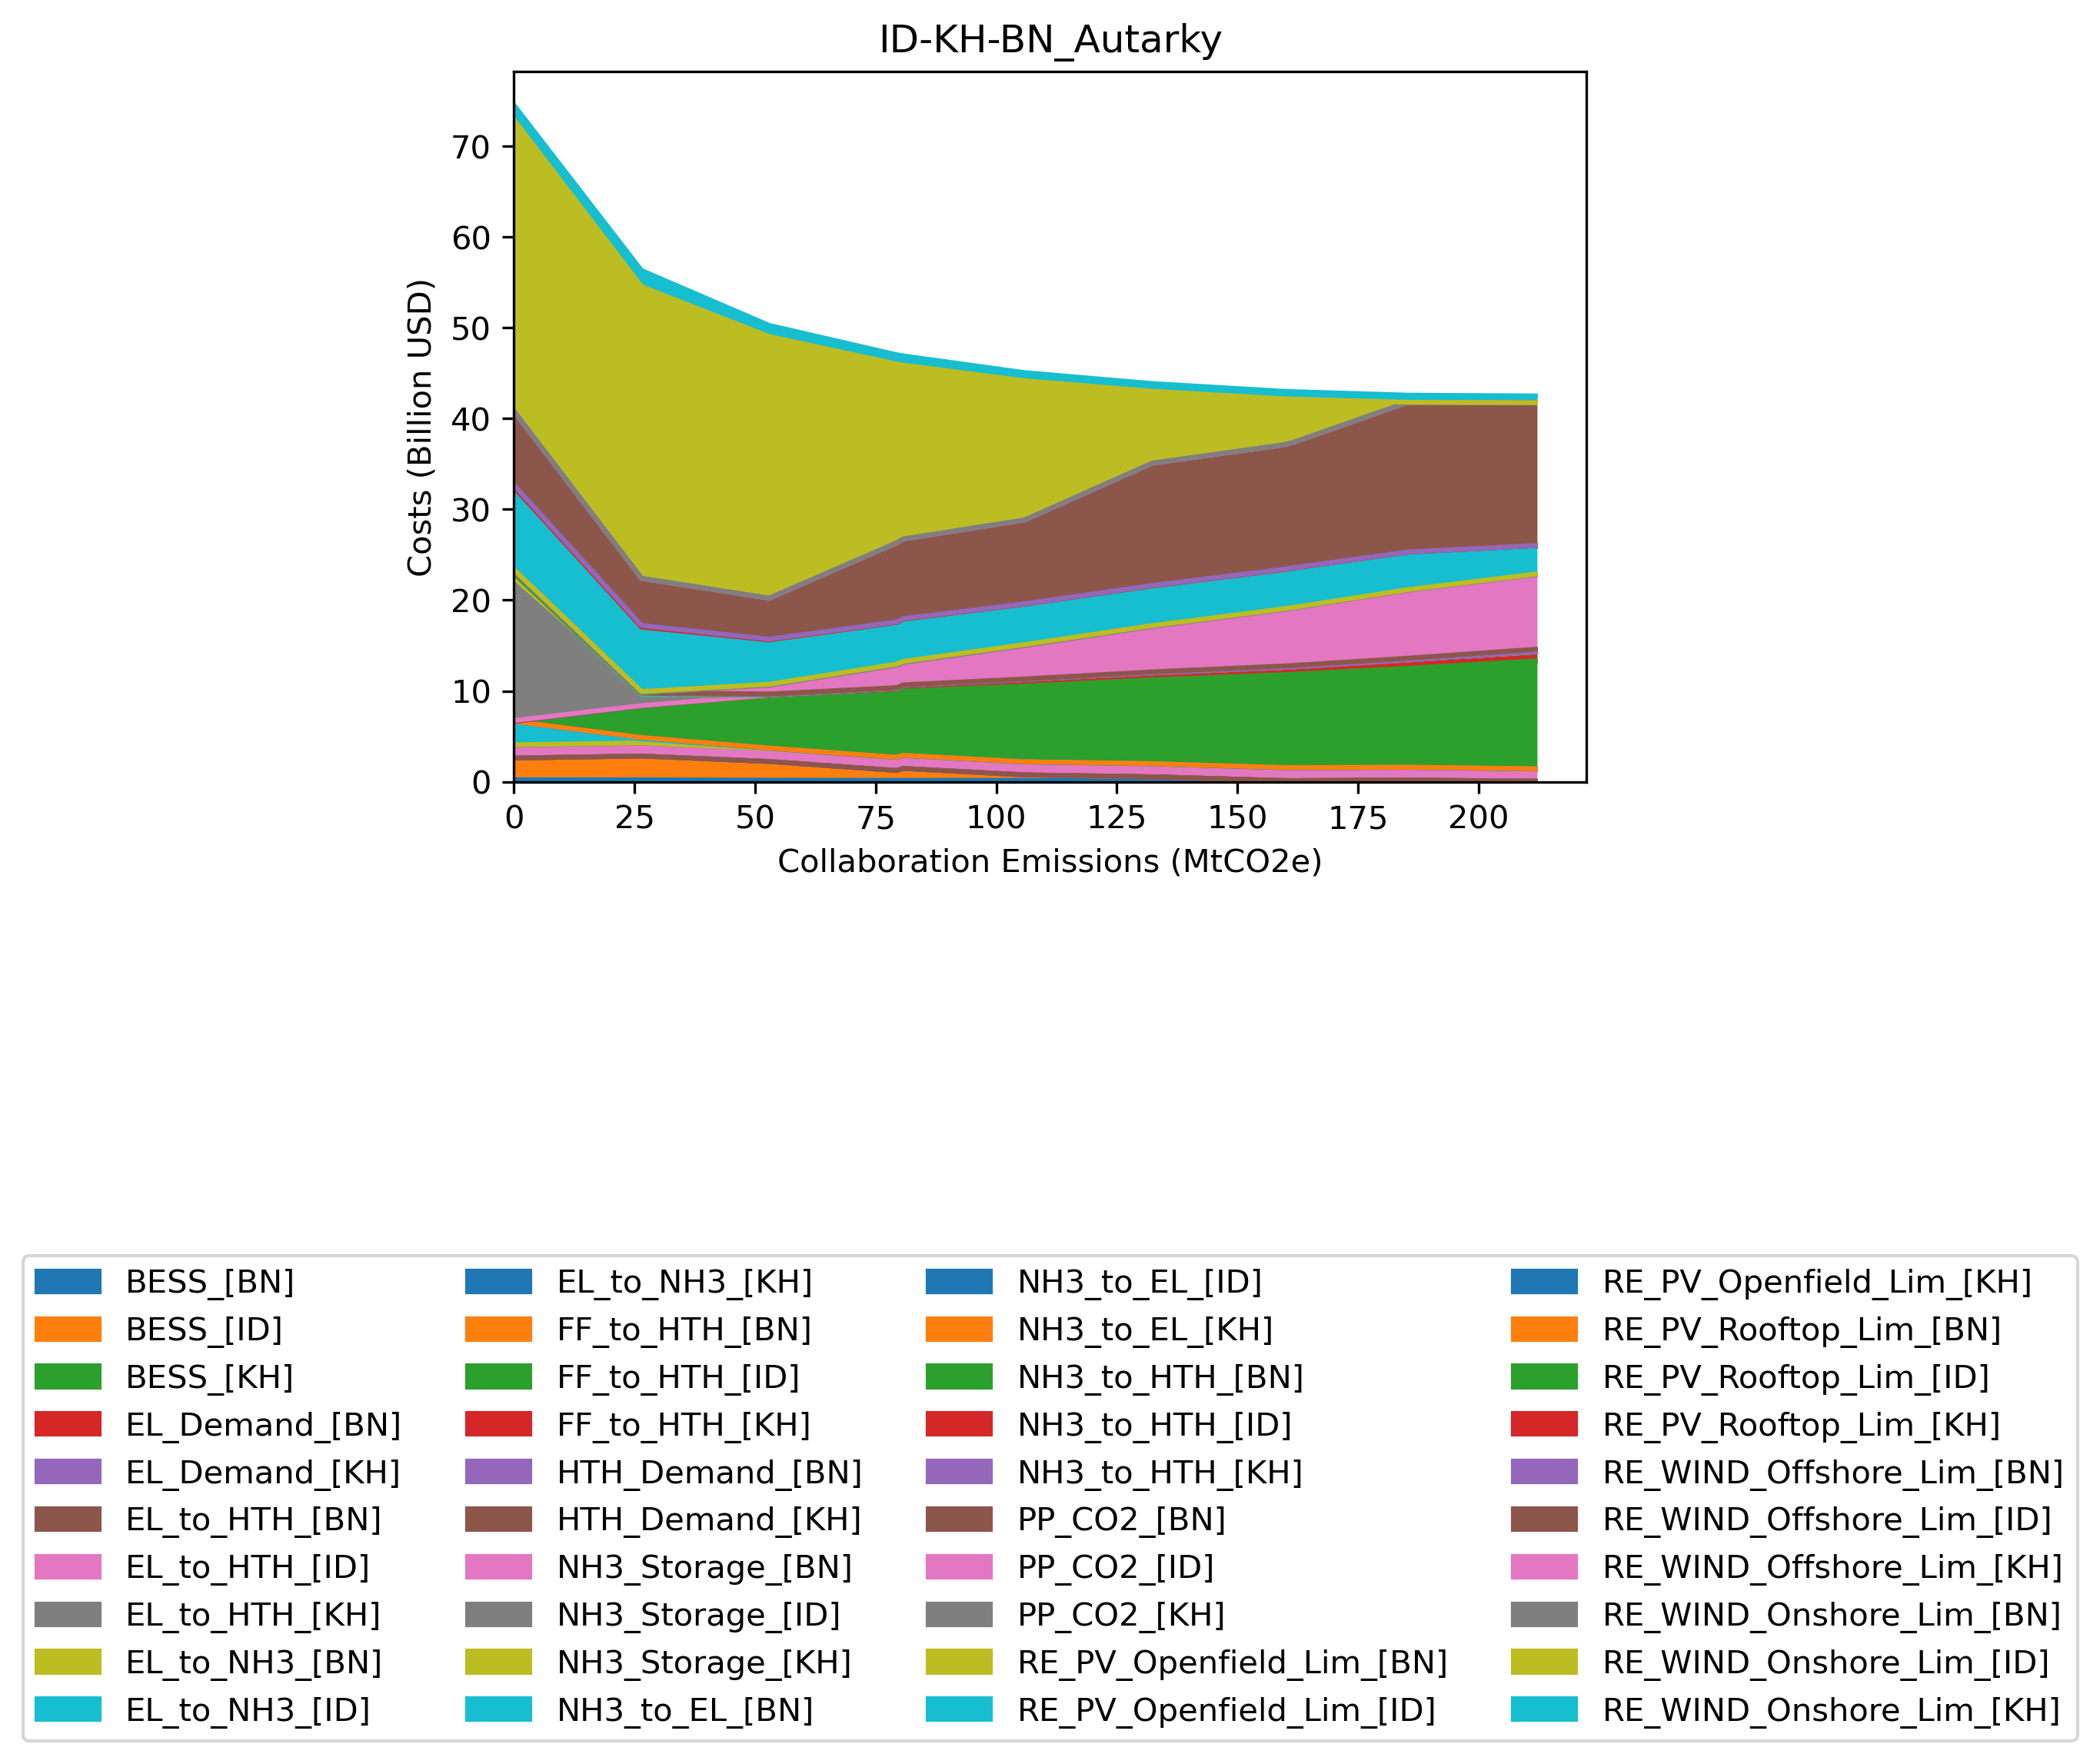 ID-KH-BN_Autarky
Costs (Billion USD)
70
60
50
40
30
20
10
0
0 25 50 75 100 125 150 175 200
Collaboration Emissions (MtCO2e)
BESS_[BN]
BESS_[ID]
BESS_[KH]
EL_Demand_[BN]
EL_Demand_[KH]
EL_to_HTH_[BN]
EL_to_HTH_[ID]
EL_to_HTH_[KH]
EL_to_NH3_[BN]
EL_to_NH3_[ID]
EL_to_NH3_[KH]
FF_to_HTH_[BN]
FF_to_HTH_[ID]
FF_to_HTH_[KH]
HTH_Demand_[BN]
HTH_Demand_[KH]
NH3_Storage_[BN]
NH3_Storage_[ID]
NH3_Storage_[KH]
NH3_to_EL_[BN]
NH3_to_EL_[ID]
NH3_to_EL_[KH]
NH3_to_HTH_[BN]
NH3_to_HTH_[ID]
NH3_to_HTH_[KH]
PP_CO2_[BN]
PP_CO2_[ID]
PP_CO2_[KH]
RE_PV_Openfield_Lim_[BN]
RE_PV_Openfield_Lim_[ID]
RE_PV_Openfield_Lim_[KH]
RE_PV_Rooftop_Lim_[BN]
RE_PV_Rooftop_Lim_[ID]
RE_PV_Rooftop_Lim_[KH]
RE_WIND_Offshore_Lim_[BN]
RE_WIND_Offshore_Lim_[ID]
RE_WIND_Offshore_Lim_[KH]
RE_WIND_Onshore_Lim_[BN]
RE_WIND_Onshore_Lim_[ID]
RE_WIND_Onshore_Lim_[KH]